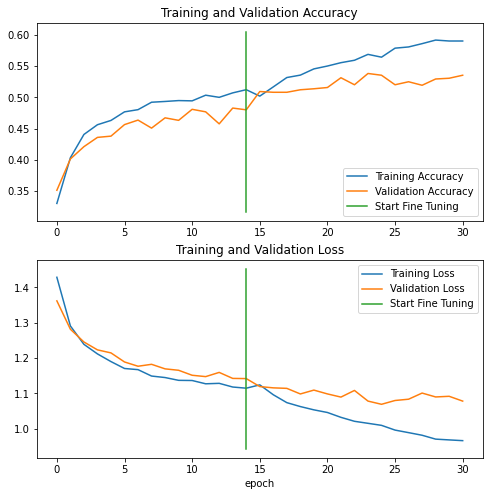 Training and Validation Accuracy
0.60
0.55
0.50
0.45
0.40
0.35
Training Accuracy
Validation Accuracy
Start Fine Tuning
0 5 10 15 20 25 30
Training and Validation Loss
1.4
1.3
1.2
1.1
1.0
Training Loss
Validation Loss
Start Fine Tuning
0 5 10 15 20 25 30
epoch